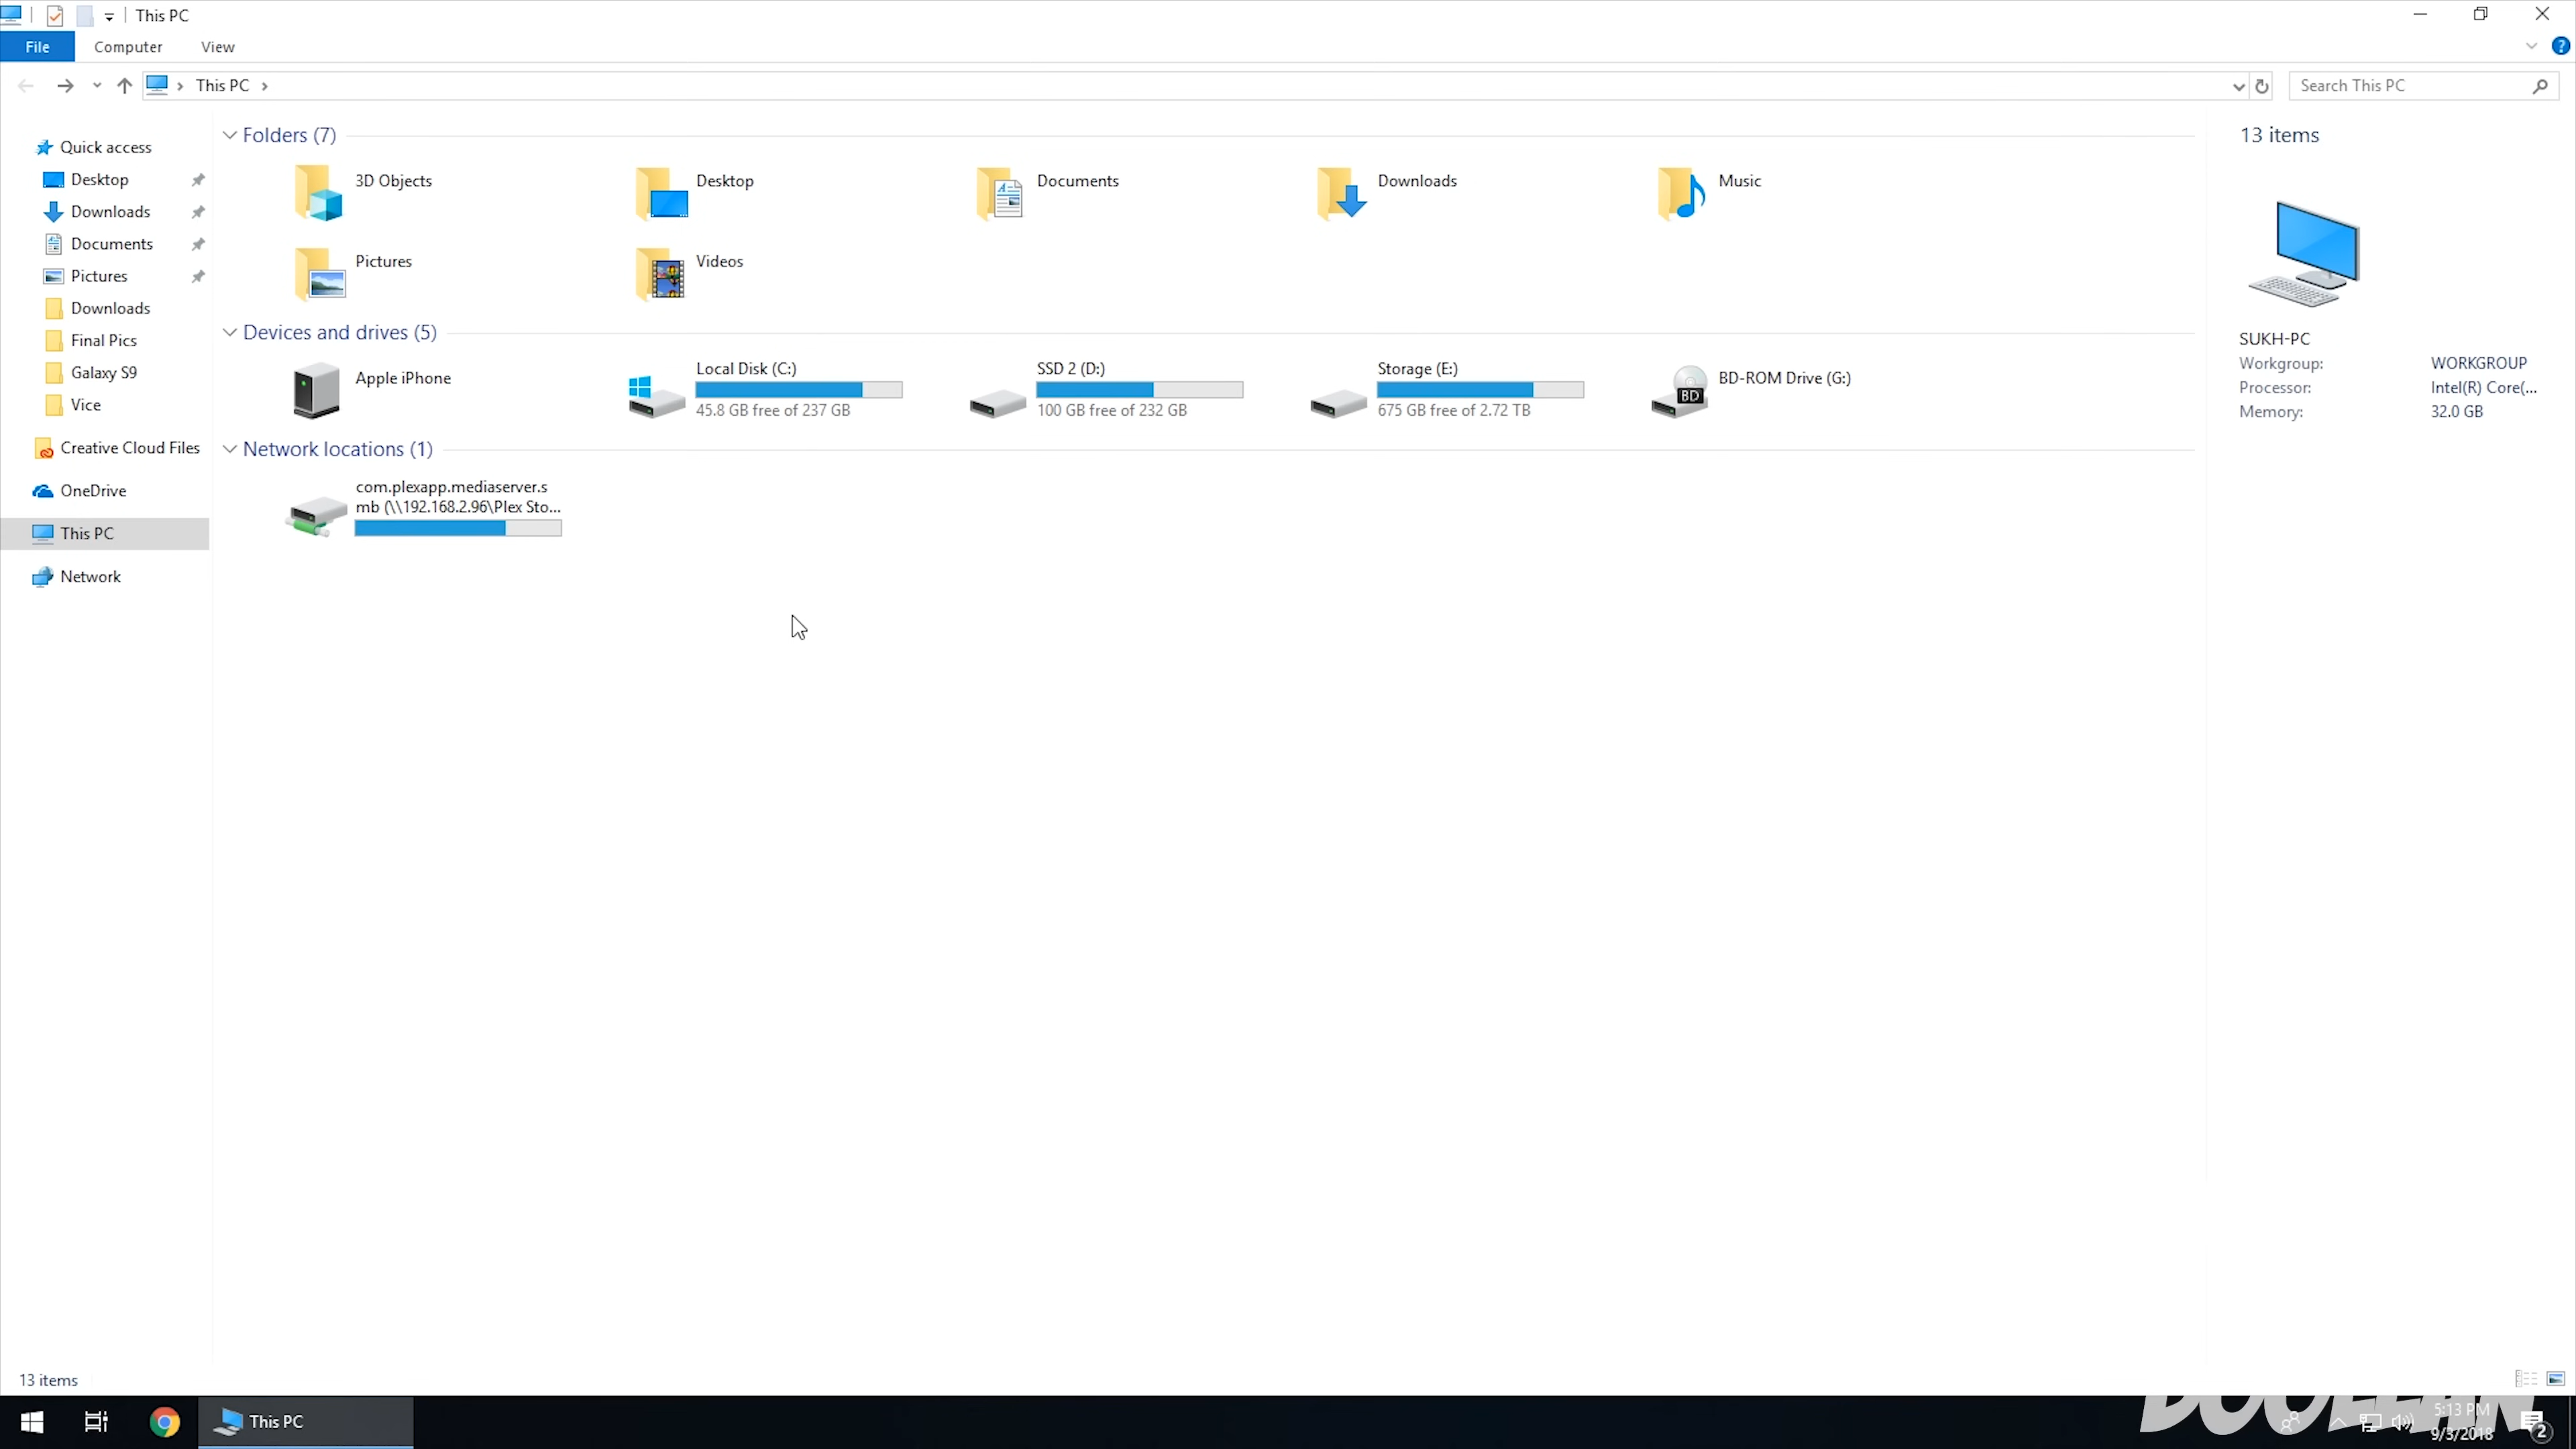 This PC
File Computer View
This PC
Search This PC
Quick access
Desktop
Downloads
Documents
Pictures
Downloads
Final Pics
Galaxy S9
Vice
Creative Cloud Files
OneDrive
This PC
Network
Folders (7)
3D Objects
Desktop
Documents
Downloads
Music
Pictures
Videos
Devices and drives (5)
Apple iPhone
Local Disk (C:)
45.8 GB free of 237 GB
SSD 2 (D:)
100 GB free of 232 GB
Storage (E:)
675 GB free of 2.72 TB
BD
BD-ROM Drive (G:)
Network locations (1)
com.plexapp.mediaserver.s
mb (\\192.168.2.96\Plex Sto...
13 items
SUKH-PC
Workgroup: WORKGROUP
Processor: Intel(R) Core(...
Memory: 32.0 GB
13 items
This PC
5:13 PM
9/3/2018
2